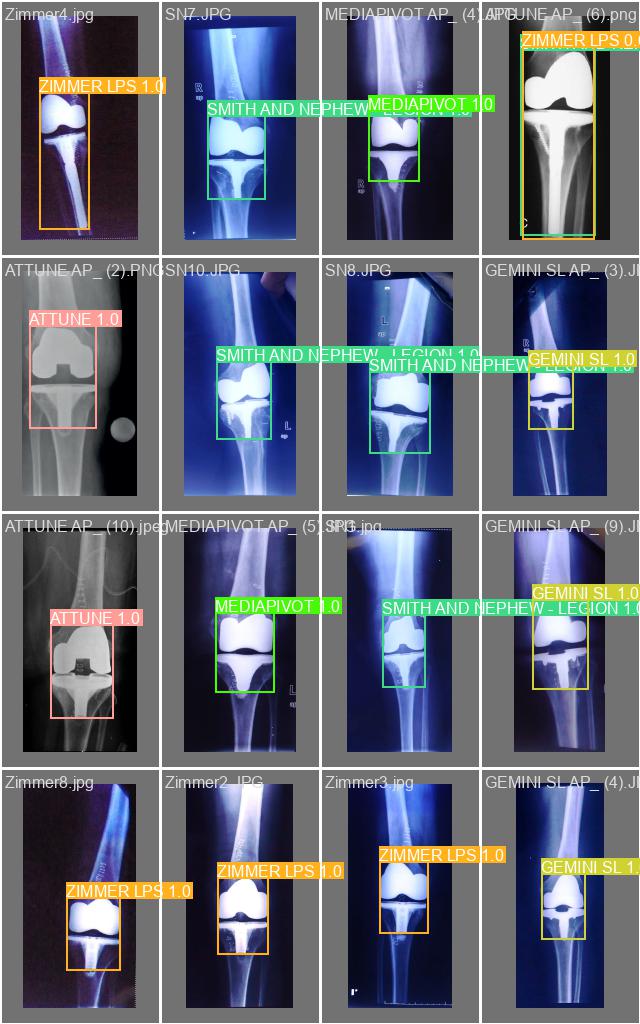 Zimmer4.jpg
SN7.JPG
MEDIAPIVOT AP_ (4).JPG
ATTUNE AP_ (6).png
ZIMMER LPS 1.0
SMITH AND NEPHEW - LEGION 1.0
MEDIAPIVOT 1.0
ZIMMER LPS 0.
R
R
C
ATTUNE AP_ (2).PNG
SN10.JPG
SN8.JPG
GEMINI SL AP_ (3).JP
ATTUNE 1.0
SMITH AND NEPHEW - LEGION 1.0
SMITH AND NEPHEW - LEGION 1.0
GEMINI SL 1.0
L
L
R
ATTUNE AP_ (10).jpeg
MEDIAPIVOT AP_ (5).JPG
GEMINI SL AP_ (9).JP
ATTUNE 1.0
MEDIAPIVOT 1.0
SMITH AND NEPHEW - LEGION 1.0
GEMINI SL 1.0
L
Zimmer8.jpg
Zimmer2.JPG
Zimmer3.jpg
GEMINI SL AP_ (4).JP
ZIMMER LPS 1.0
ZIMMER LPS 1.0
ZIMMER LPS 1.0
GEMINI SL 1.